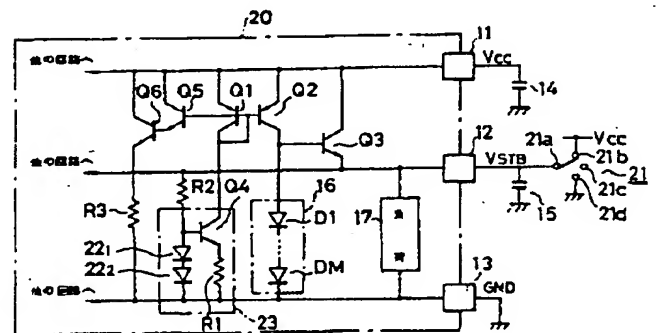 20
11
他の回路へ
Vcc
14
Q6
Q5
Q1
Q2
Q3
12
21a
Vcc
21b
他の回路へ
VSTB
21
21c
15
21d
R3
R2
Q4
16
17
D1
22₁
22₂
DM
13
GND
他の回路へ
R1
23